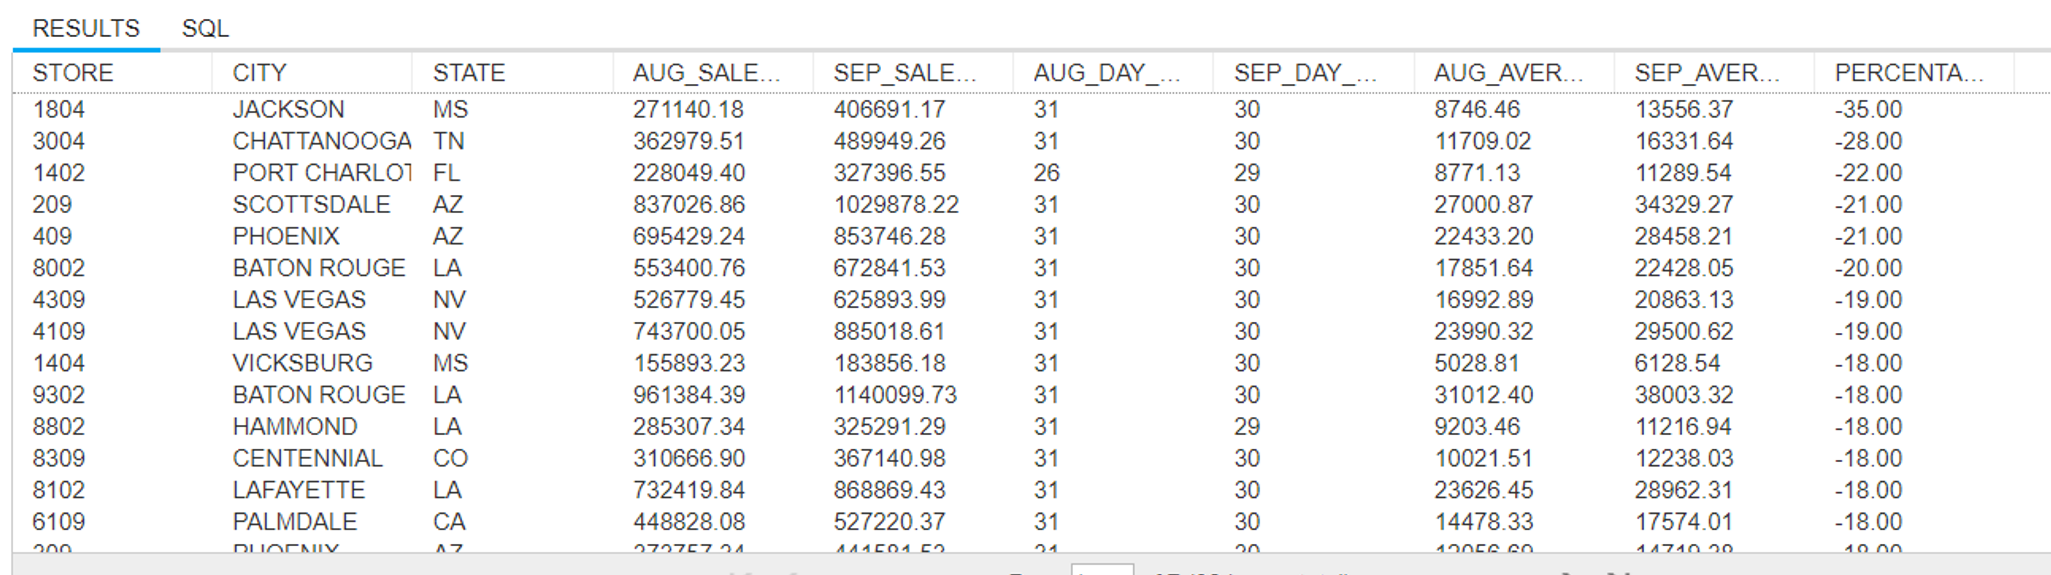 RESULTS SQL
STORE CITY STATE AUG_SALE... SEP_SALE... AUG_DAY_... SEP_DAY_... AUG_AVER... SEP_AVER... PERCENTA...
1804 JACKSON MS 271140.18 406691.17 31 30 8746.46 13556.37 -35.00
3004 CHATTANOOGA TN 362979.51 489949.26 31 30 11709.02 16331.64 -28.00
1402 PORT CHARLOT FL 228049.40 327396.55 26 29 8771.13 11289.54 -22.00
209 SCOTTSDALE AZ 837026.86 1029878.22 31 30 27000.87 34329.27 -21.00
409 PHOENIX AZ 695429.24 853746.28 31 30 22433.20 28458.21 -21.00
8002 BATON ROUGE LA 553400.76 672841.53 31 30 17851.64 22428.05 -20.00
4309 LAS VEGAS NV 526779.45 625893.99 31 30 16992.89 20863.13 -19.00
4109 LAS VEGAS NV 743700.05 885018.61 31 30 23990.32 29500.62 -19.00
1404 VICKSBURG MS 155893.23 183856.18 31 30 5028.81 6128.54 -18.00
9302 BATON ROUGE LA 961384.39 1140099.73 31 30 31012.40 38003.32 -18.00
8802 HAMMOND LA 285307.34 325291.29 31 29 9203.46 11216.94 -18.00
8309 CENTENNIAL CO 310666.90 367140.98 31 30 10021.51 12238.03 -18.00
8102 LAFAYETTE LA 732419.84 868869.43 31 30 23626.45 28962.31 -18.00
6109 PALMDALE CA 448828.08 527220.37 31 30 14478.33 17574.01 -18.00
PHOENIX AZ